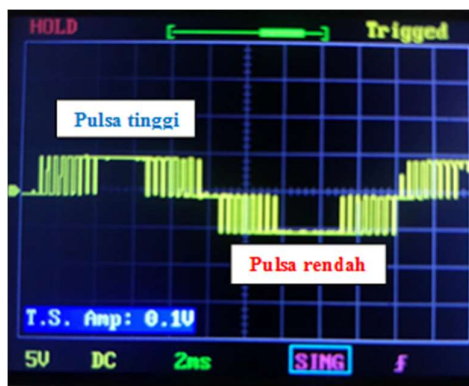 HOLD
Trigged
Pulsa tinggi
Pulsa rendah
T.S. Amp: 0.1V
5V DC 2ms SING